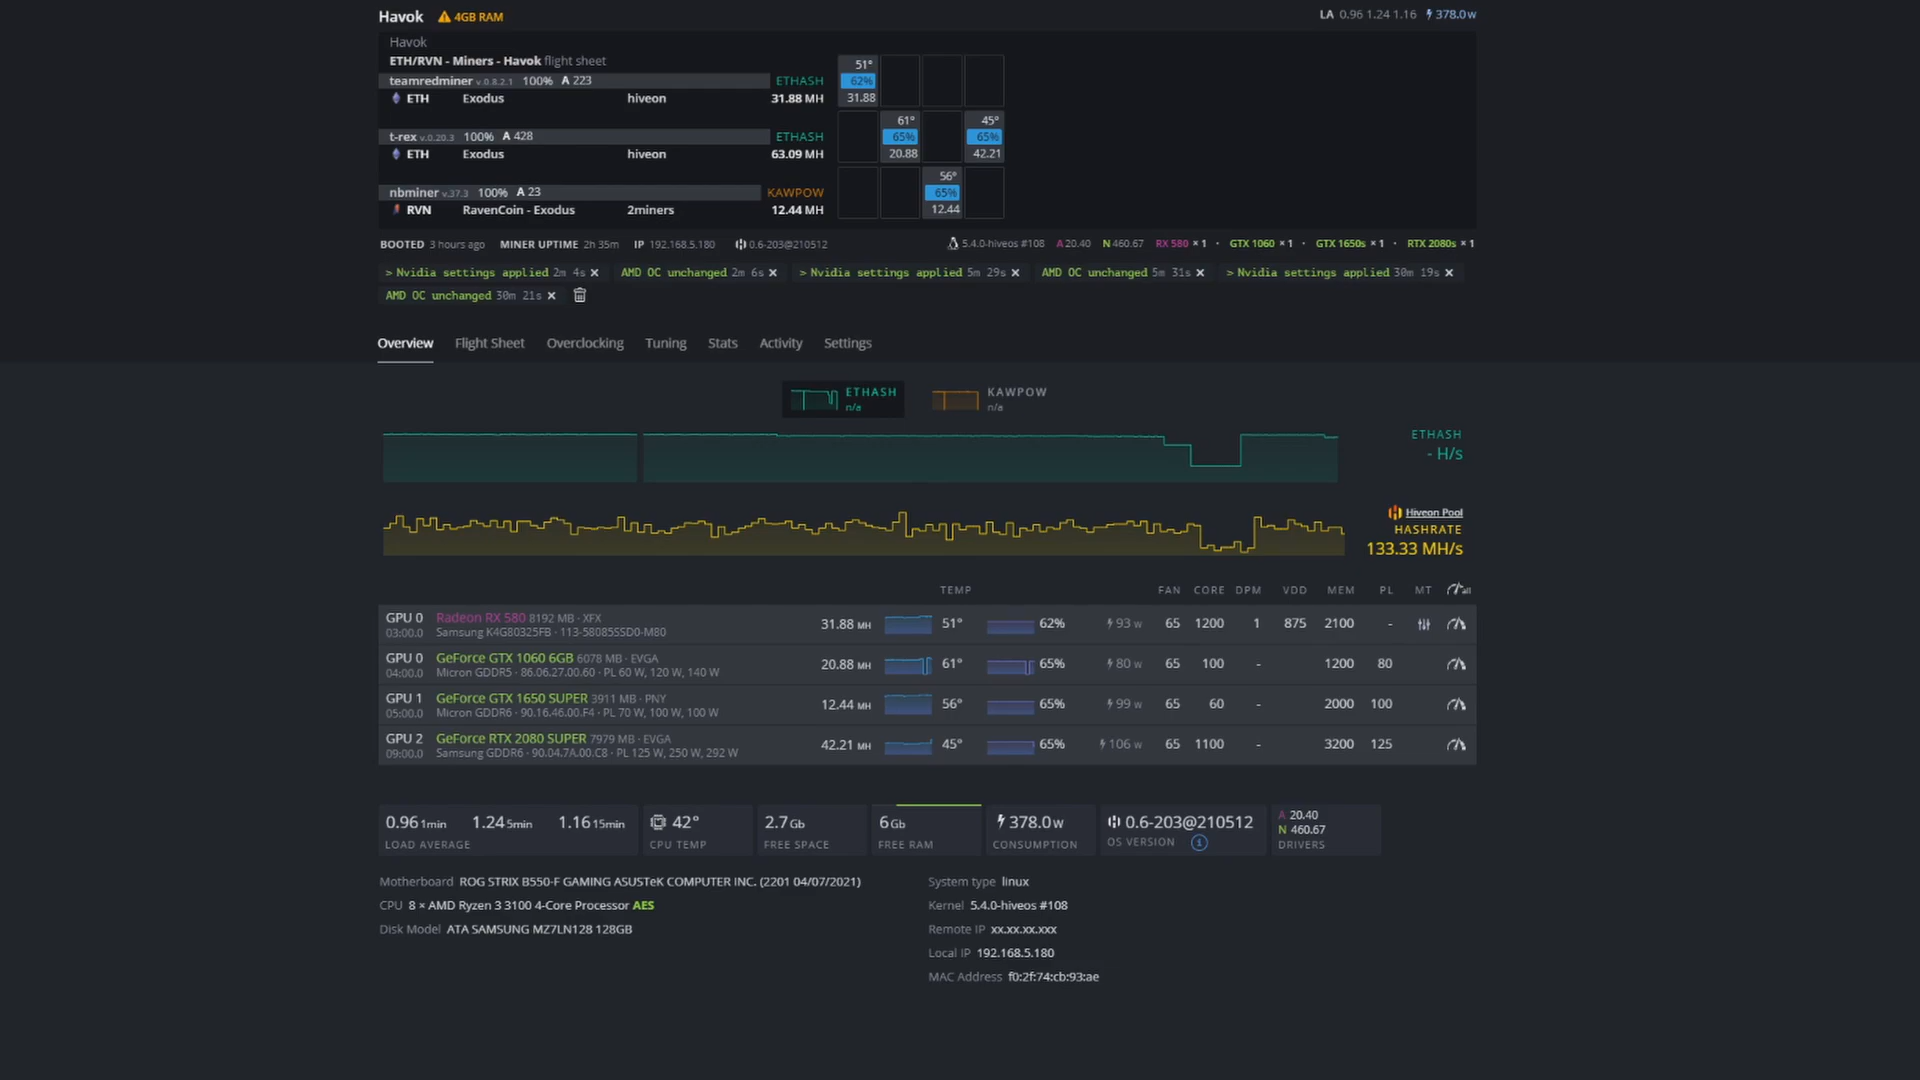 Havok 4GB RAM LA 0.96 1.24 1.16 378.0 w
Havok
ETH/RVN - Miners - Havok flight sheet
teamredminer v.0.8.2.1 100% A 223 ETHASH
ETH Exodus hiveon 31.88 MH
51°
62%
31.88
t-rex v.0.20.3 100% A 428 ETHASH
ETH Exodus hiveon 63.09 MH
61° 45°
65% 65%
20.88 42.21
nbminer v.37.3 100% A 23 KAWPOW
RVN RavenCoin - Exodus 2miners 12.44 MH
56°
65%
12.44
BOOTED 3 hours ago MINER UPTIME 2h 35m IP 192.168.5.180 0.6-203@210512 5.4.0-hiveos #108 A 20.40 N 460.67 RX 580 × 1 · GTX 1060 × 1 · GTX 1650s × 1 · RTX 2080s × 1
> Nvidia settings applied 2m 4s × AMD OC unchanged 2m 6s × > Nvidia settings applied 5m 29s × AMD OC unchanged 5m 31s × > Nvidia settings applied 30m 19s ×
AMD OC unchanged 30m 21s ×
Overview Flight Sheet Overclocking Tuning Stats Activity Settings
ETHASH KAWPOW
n/a n/a
ETHASH
- H/s
Hiveon Pool
HASHRATE
133.33 MH/s
TEMP FAN CORE DPM VDD MEM PL MT
GPU 0 Radeon RX 580 8192 MB · XFX 31.88 MH 51° 62% 93 w 65 1200 1 875 2100 -
03:00.0 Samsung K4G80325FB · 113-58085SSD0-M80
GPU 0 GeForce GTX 1060 6GB 6078 MB · EVGA 20.88 MH 61° 65% 80 w 65 100 - 1200 80
04:00.0 Micron GDDR5 · 86.06.27.00.60 · PL 60 W, 120 W, 140 W
GPU 1 GeForce GTX 1650 SUPER 3911 MB · PNY 12.44 MH 56° 65% 99 w 65 60 - 2000 100
05:00.0 Micron GDDR6 · 90.16.46.00.F4 · PL 70 W, 100 W, 100 W
GPU 2 GeForce RTX 2080 SUPER 7979 MB · EVGA 42.21 MH 45° 65% 106 w 65 1100 - 3200 125
09:00.0 Samsung GDDR6 · 90.04.7A.00.C8 · PL 125 W, 250 W, 292 W
0.96 1min 1.24 5min 1.16 15min 42° 2.7 Gb 6 Gb 378.0 w 0.6-203@210512 A 20.40
N 460.67
LOAD AVERAGE CPU TEMP FREE SPACE FREE RAM CONSUMPTION OS VERSION i DRIVERS
Motherboard ROG STRIX B550-F GAMING ASUSTeK COMPUTER INC. (2201 04/07/2021)
CPU 8 × AMD Ryzen 3 3100 4-Core Processor AES
Disk Model ATA SAMSUNG MZ7LN128 128GB
System type linux
Kernel 5.4.0-hiveos #108
Remote IP xx.xx.xx.xxx
Local IP 192.168.5.180
MAC Address f0:2f:74:cb:93:ae